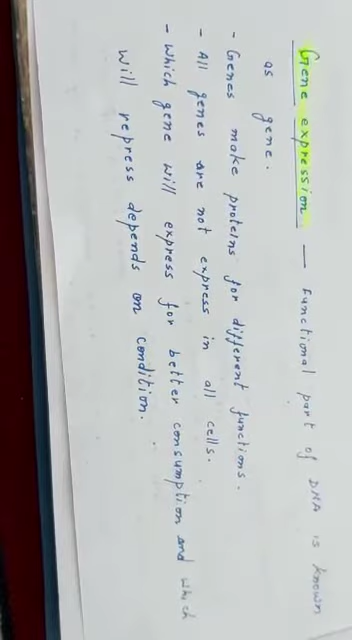 Gene expression. — functional part of DNA is known
as gene.
- Genes make proteins for different functions.
- All genes are not express in all cells.
- Which gene will express for better consumption and which
will repress depends on condition.